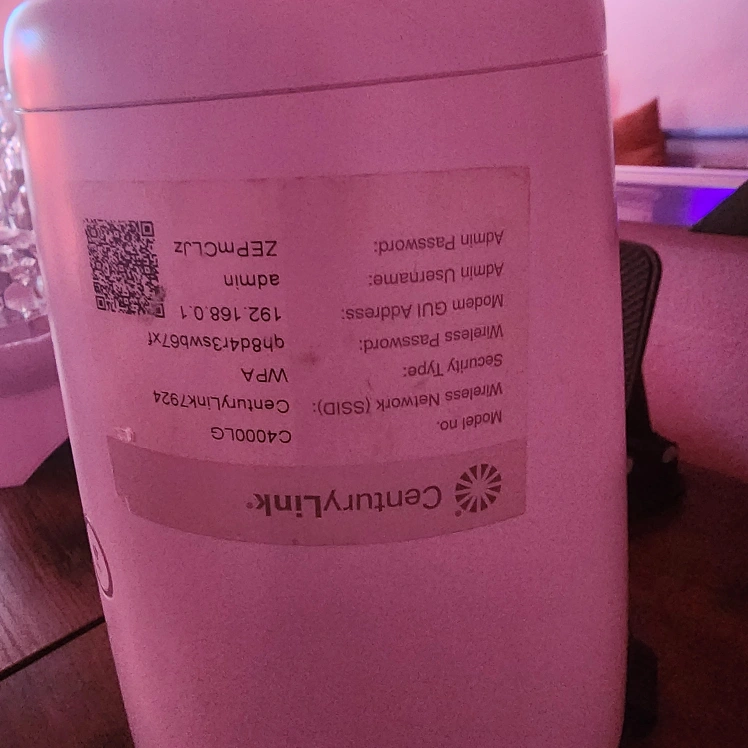 CenturyLink®
Model no. C4000LG
Wireless Network (SSID): CenturyLink7924
Security Type: WPA
Wireless Password: qh8d4r3swb67xf
Modem GUI Address: 192.168.0.1
Admin Username: admin
Admin Password: ZEPmCLJz